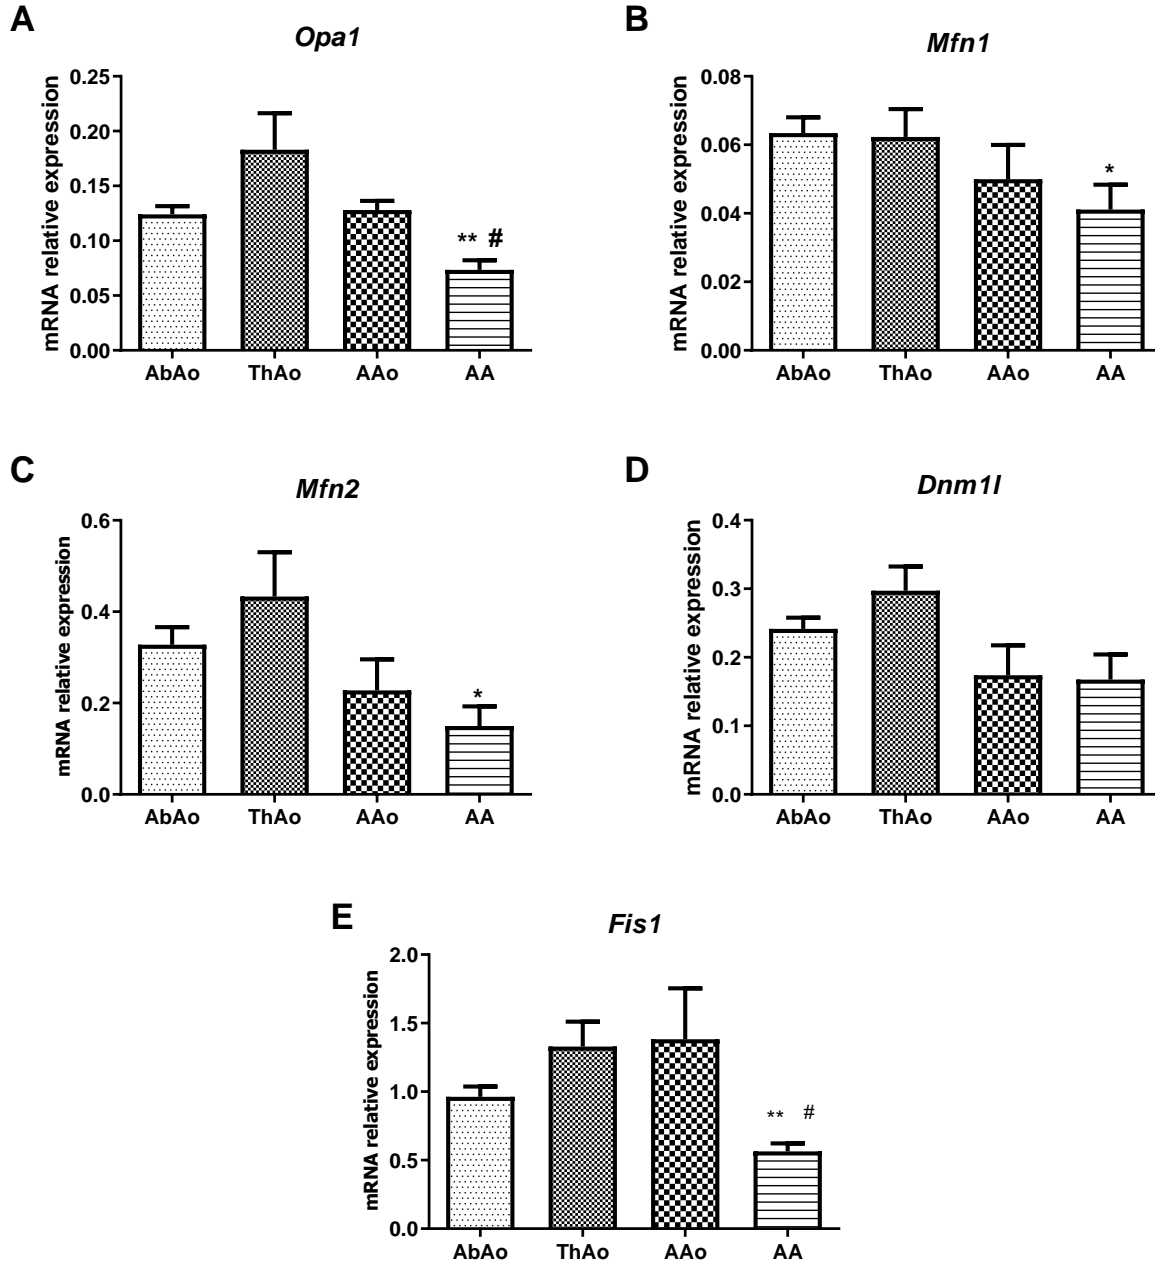 A
Opa1
mRNA relative expression
0.25
0.20
0.15
0.10
0.05
0.00
** #
AbAo ThAo AAo AA
B
Mfn1
mRNA relative expression
0.08
0.06
0.04
0.02
0.00
*
AbAo ThAo AAo AA
C
Mfn2
mRNA relative expression
0.6
0.4
0.2
0.0
*
AbAo ThAo AAo AA
D
Dnm1l
mRNA relative expression
0.4
0.3
0.2
0.1
0.0
AbAo ThAo AAo AA
E
Fis1
mRNA relative expression
2.0
1.5
1.0
0.5
0.0
** #
AbAo ThAo AAo AA